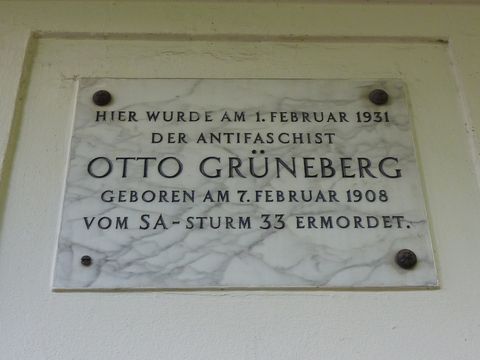 HIER WURDE AM 1. FEBRUAR 1931
DER ANTIFASCHIST
OTTO GRÜNEBERG
GEBOREN AM 7. FEBRUAR 1908
VOM SA-STURM 33 ERMORDET.